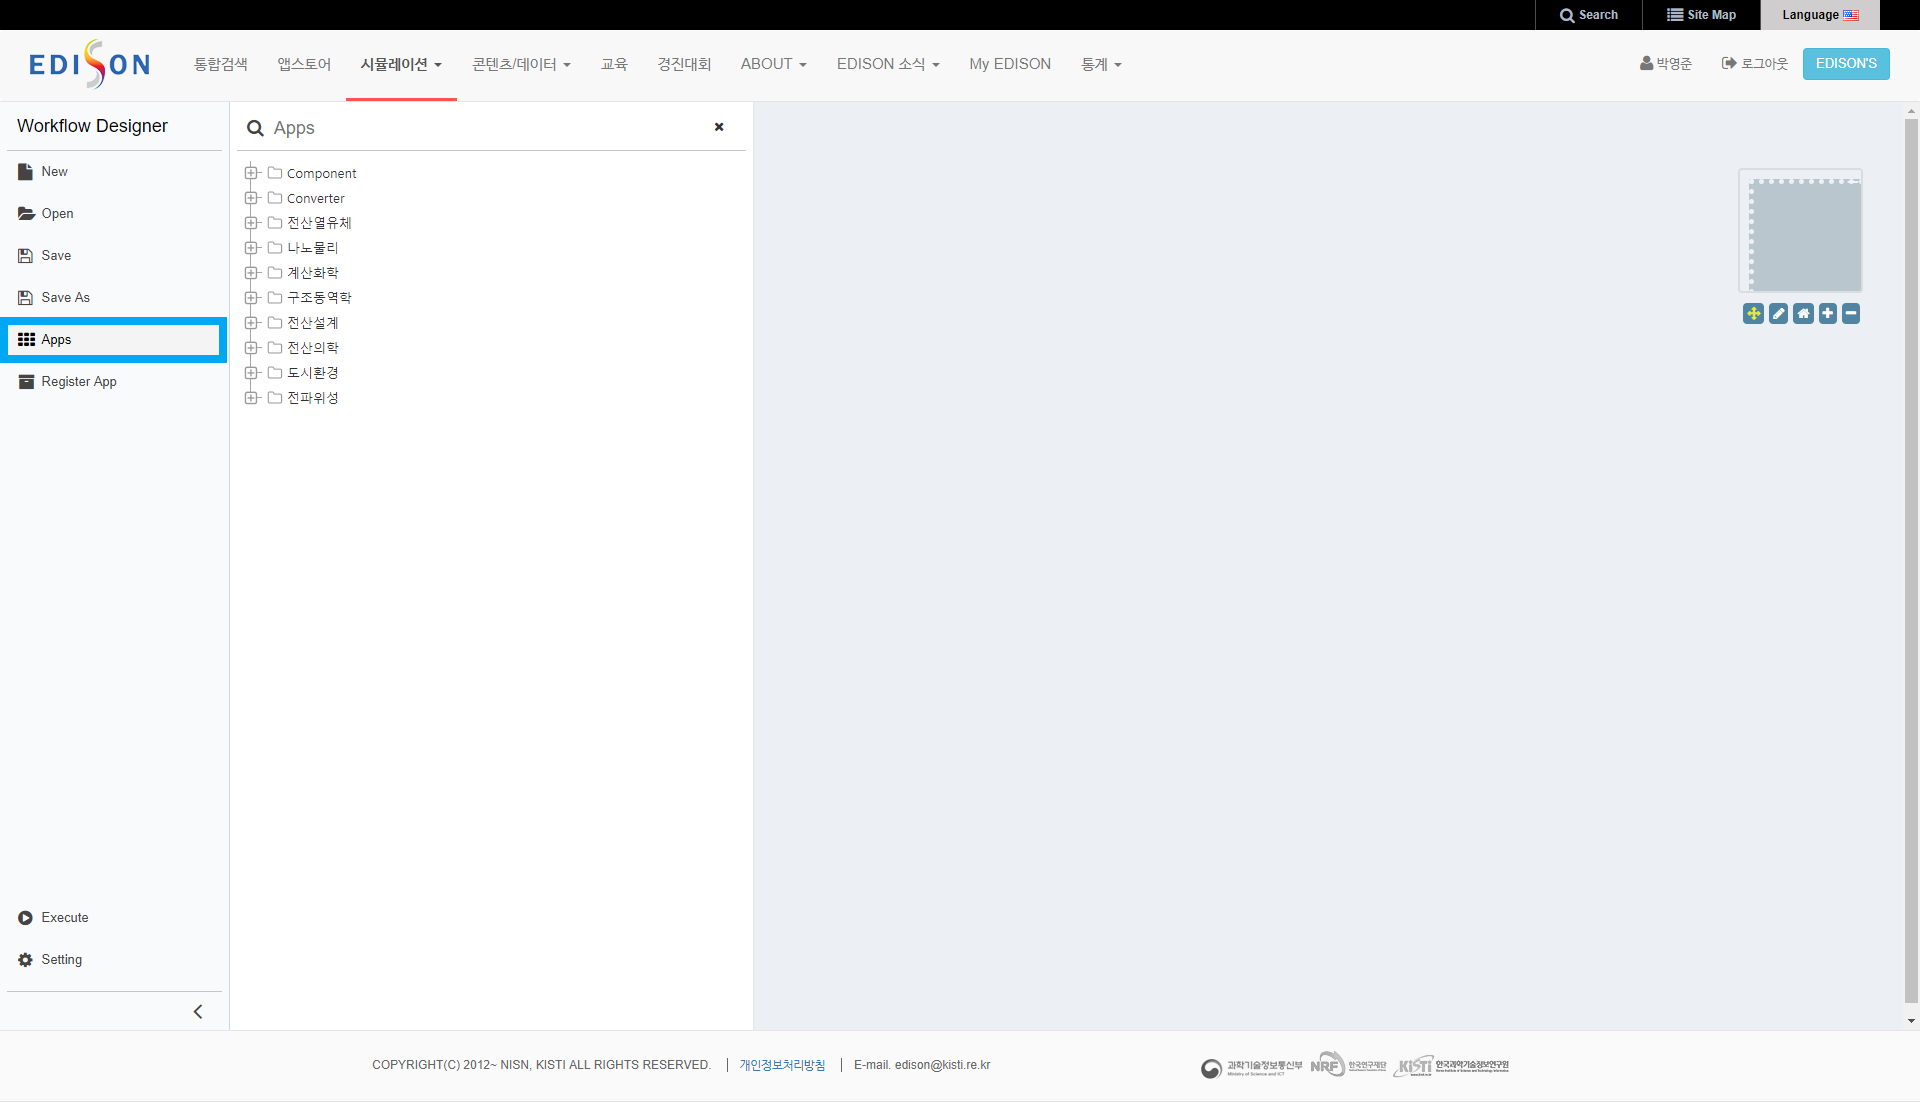 Search
Site Map
Language
EDISON
통합검색
앱스토어
시뮬레이션
콘텐츠/데이터
교육
경진대회
ABOUT
EDISON 소식
My EDISON
통계
박영준
로그아웃
EDISON'S
Workflow Designer
New
Open
Save
Save As
Apps
Register App
Execute
Setting
Apps
Component
Converter
전산열유체
나노물리
계산화학
구조동역학
전산설계
전산의학
도시환경
전파위성
COPYRIGHT(C) 2012~ NISN, KISTI ALL RIGHTS RESERVED.
개인정보처리방침
E-mail. edison@kisti.re.kr
과학기술정보통신부
Ministry of Science and ICT
NRF 한국연구재단
KISTI 한국과학기술정보연구원